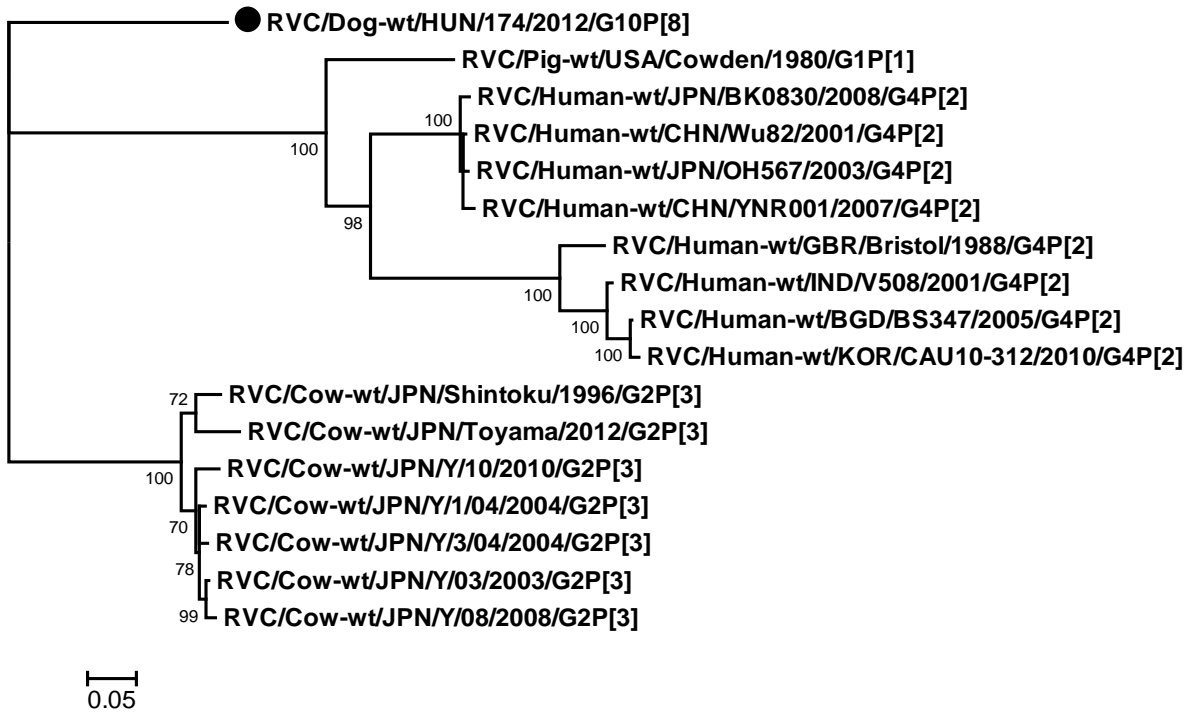 RVC/Dog-wt/HUN/174/2012/G10P[8]
RVC/Pig-wt/USA/Cowden/1980/G1P[1]
RVC/Human-wt/JPN/BK0830/2008/G4P[2]
100
RVC/Human-wt/CHN/Wu82/2001/G4P[2]
100
RVC/Human-wt/JPN/OH567/2003/G4P[2]
RVC/Human-wt/CHN/YNR001/2007/G4P[2]
98
RVC/Human-wt/GBR/Bristol/1988/G4P[2]
RVC/Human-wt/IND/V508/2001/G4P[2]
100
RVC/Human-wt/BGD/BS347/2005/G4P[2]
100
RVC/Human-wt/KOR/CAU10-312/2010/G4P[2]
100
RVC/Cow-wt/JPN/Shintoku/1996/G2P[3]
72
RVC/Cow-wt/JPN/Toyama/2012/G2P[3]
RVC/Cow-wt/JPN/Y/10/2010/G2P[3]
100
RVC/Cow-wt/JPN/Y/1/04/2004/G2P[3]
70
RVC/Cow-wt/JPN/Y/3/04/2004/G2P[3]
78
RVC/Cow-wt/JPN/Y/03/2003/G2P[3]
99
RVC/Cow-wt/JPN/Y/08/2008/G2P[3]
0.05